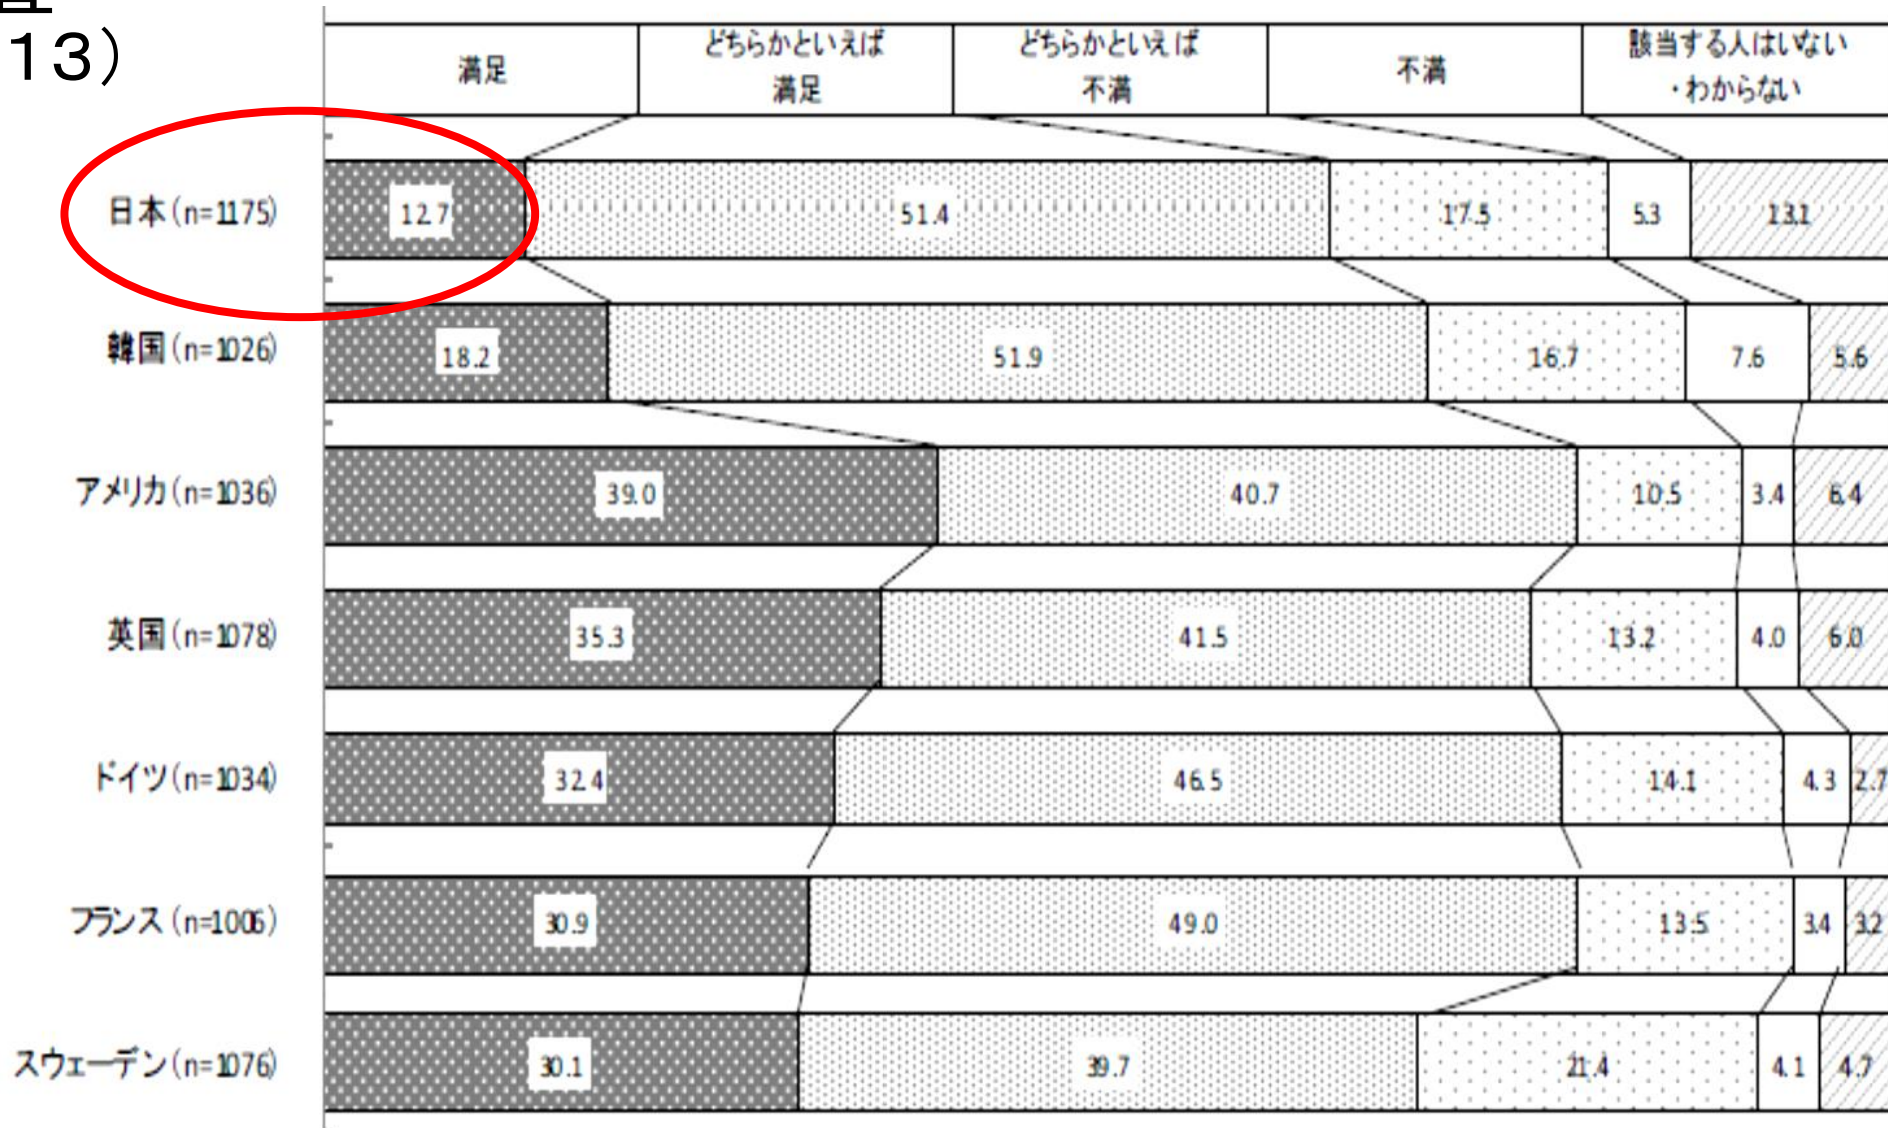 13）
満足
どちらかといえば
満足
どちらかといえば
不満
不満
該当する人はいない
・わからない
日本(n=1175) 12.7 51.4 17.5 5.3 13.1
韓国(n=1026) 18.2 51.9 16.7 7.6 5.6
アメリカ(n=1036) 39.0 40.7 10.5 3.4 6.4
英国(n=1078) 35.3 41.5 13.2 4.0 6.0
ドイツ(n=1034) 32.4 46.5 14.1 4.3 2.7
フランス(n=1006) 30.9 49.0 13.5 3.4 3.2
スウェーデン(n=1076) 30.1 39.7 21.4 4.1 4.7